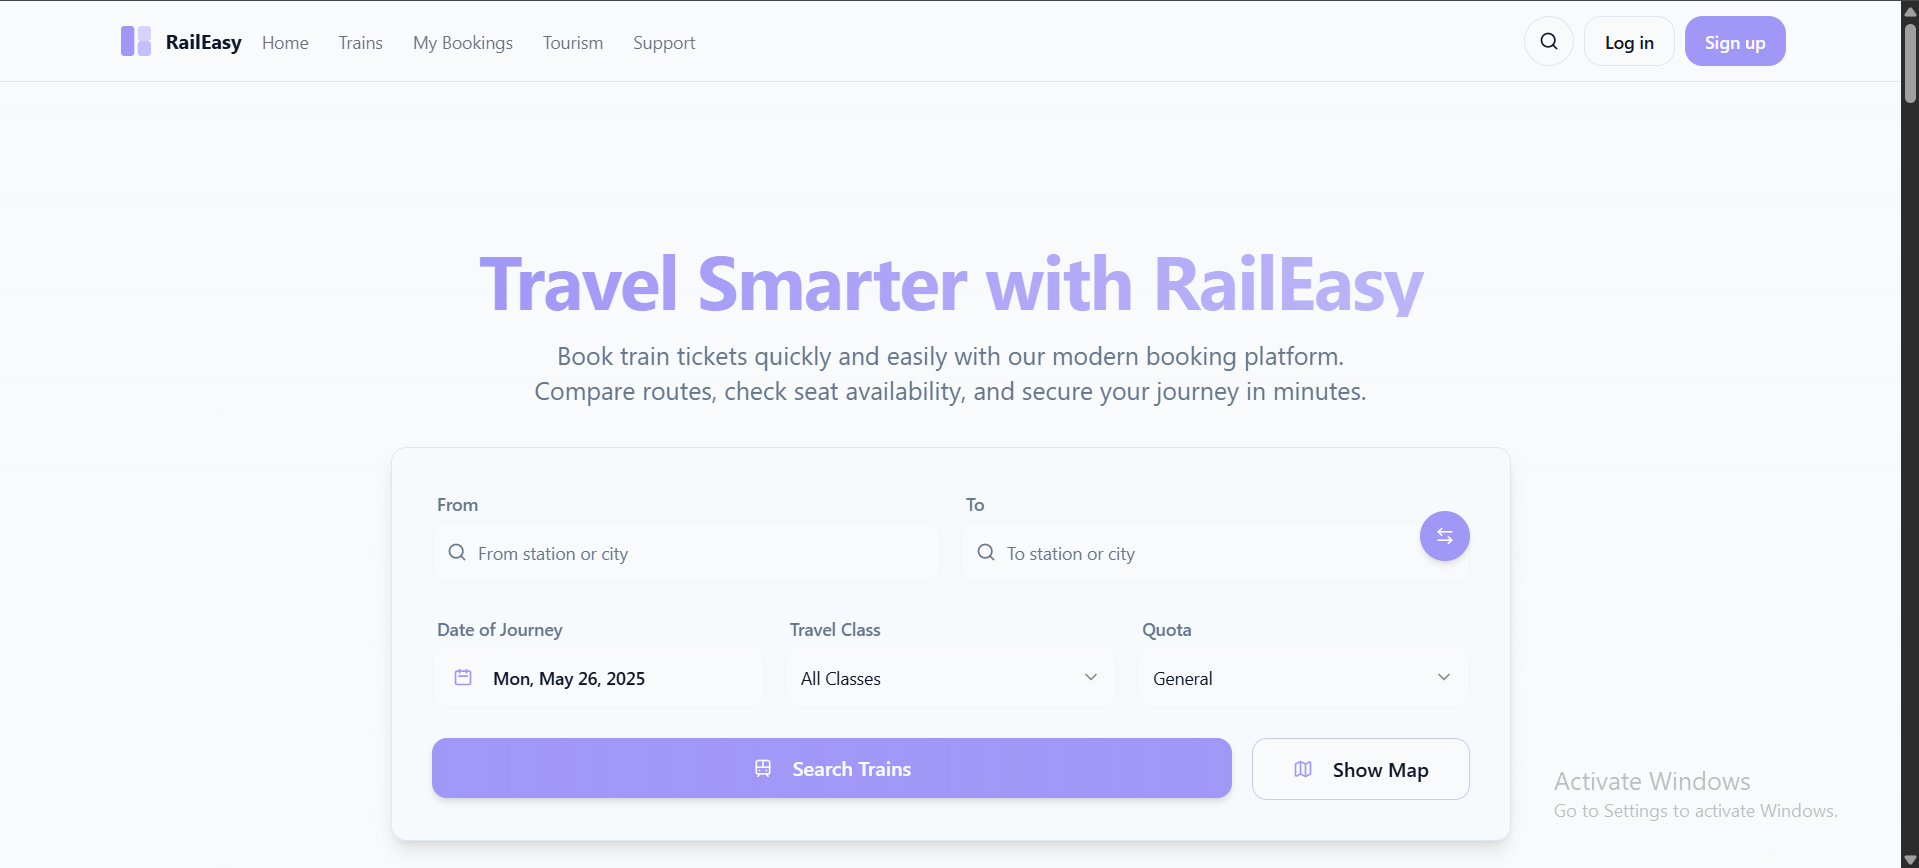 RailEasy
Home
Trains
My Bookings
Tourism
Support
Log in
Sign up
Travel Smarter with RailEasy
Book train tickets quickly and easily with our modern booking platform.
Compare routes, check seat availability, and secure your journey in minutes.
From
To
From station or city
To station or city
Date of Journey
Travel Class
Quota
Mon, May 26, 2025
All Classes
General
Search Trains
Show Map
Activate Windows
Go to Settings to activate Windows.